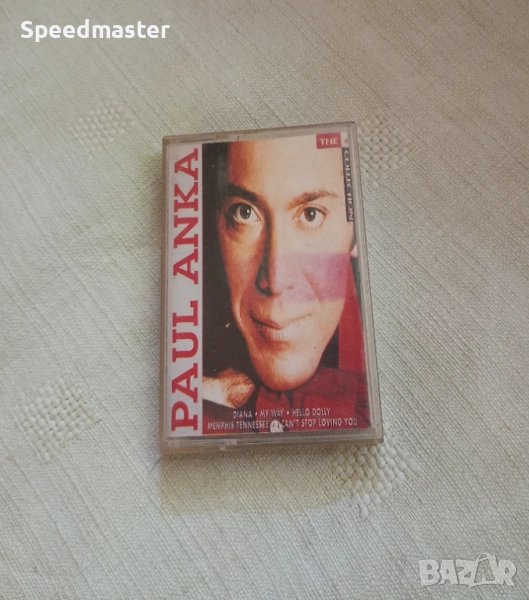 Speedmaster
PAUL ANKA
THE
COLLECTION
DIANA • MY WAY • HELLO DOLLY
MEMPHIS TENNESSEE • I CAN'T STOP LOVING YOU
BAZAR